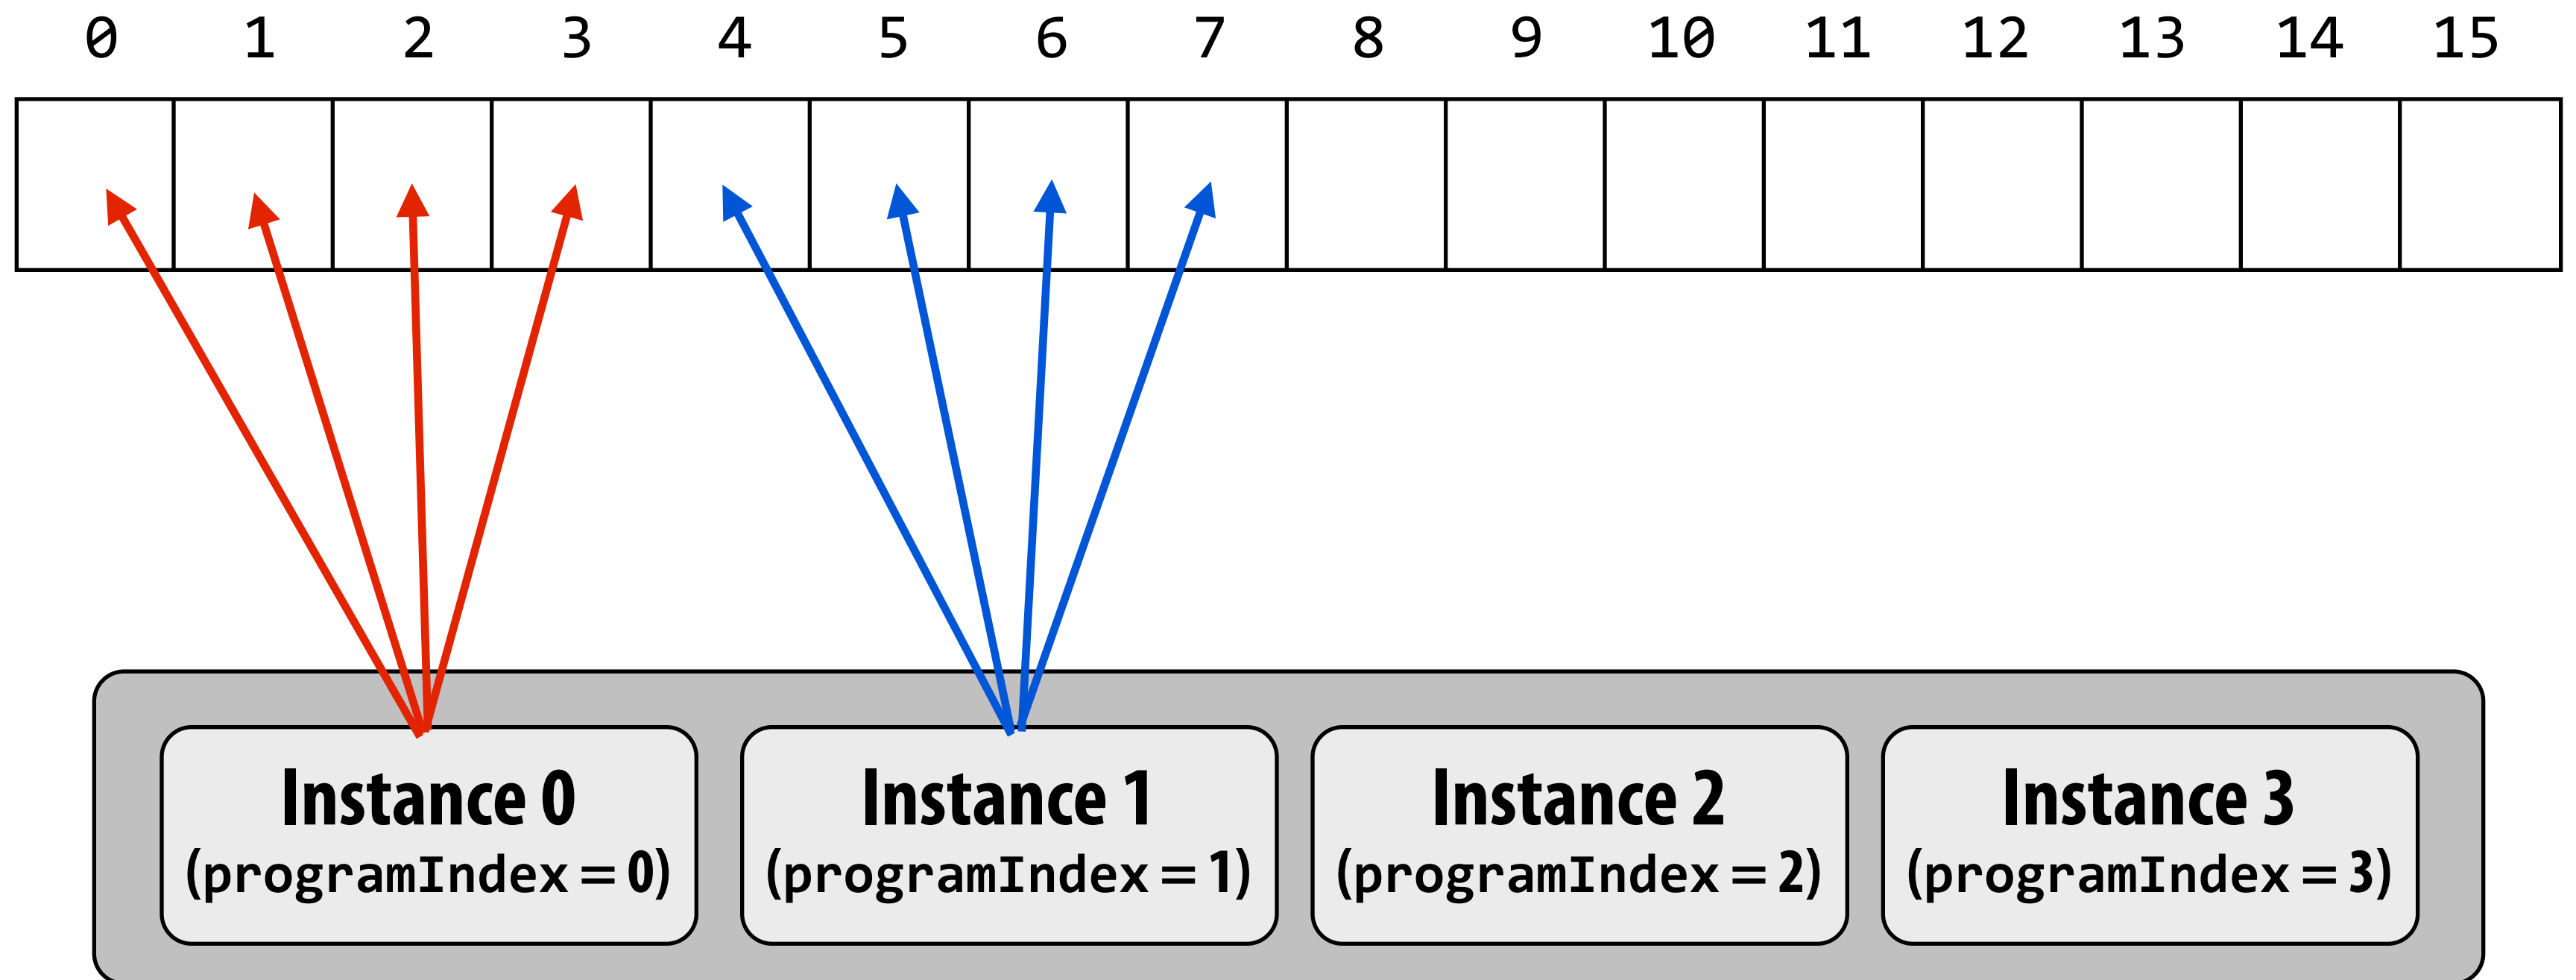 0 1 2 3 4 5 6 7 8 9 10 11 12 13 14 15
Instance 0 Instance 1 Instance 2 Instance 3
(programIndex = 0) (programIndex = 1) (programIndex = 2) (programIndex = 3)